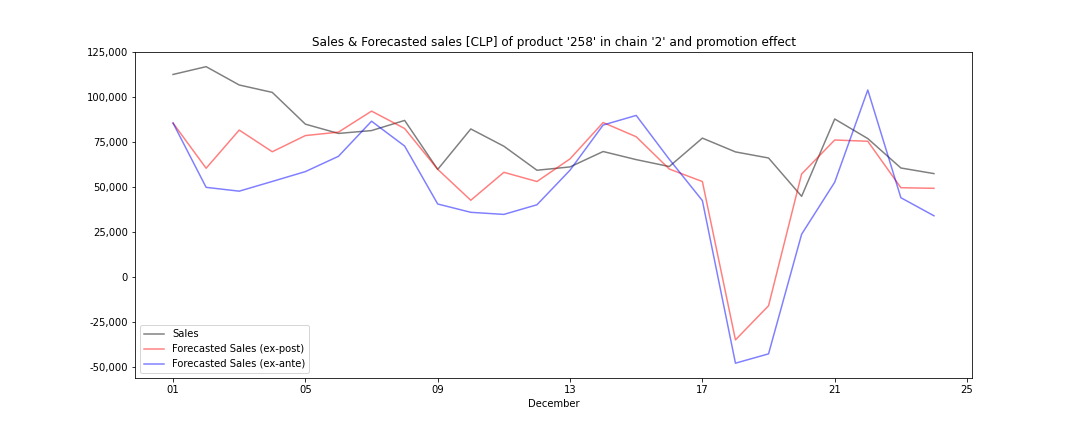 Sales & Forecasted sales [CLP] of product '258' in chain '2' and promotion effect
125,000
100,000
75,000
50,000
25,000
0
-25,000
-50,000
Sales
Forecasted Sales (ex-post)
Forecasted Sales (ex-ante)
01 05 09 13 17 21 25
December